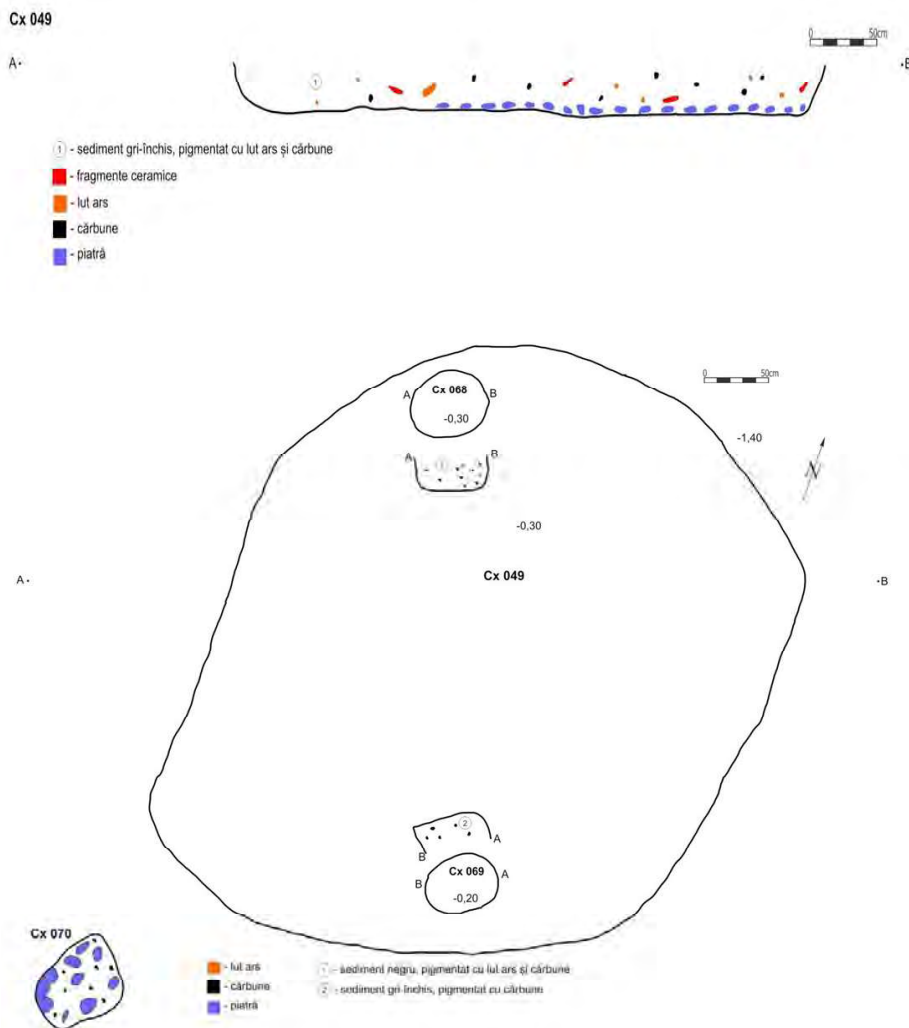 Cx 049
0 50cm
A· ·B
1
1 - sediment gri-închis, pigmentat cu lut ars și cărbune
- fragmente ceramice
- lut ars
- cărbune
- piatră
0 50cm
A Cx 068 B
-0,30
-1,40
N
A 1 B
-0,30
A· Cx 049 ·B
2
A
B
B Cx 069 A
-0,20
Cx 070
- lut ars
- cărbune
- piatră
1 - sediment negru, pigmentat cu lut ars și cărbune
2 - sediment gri-închis, pigmentat cu cărbune